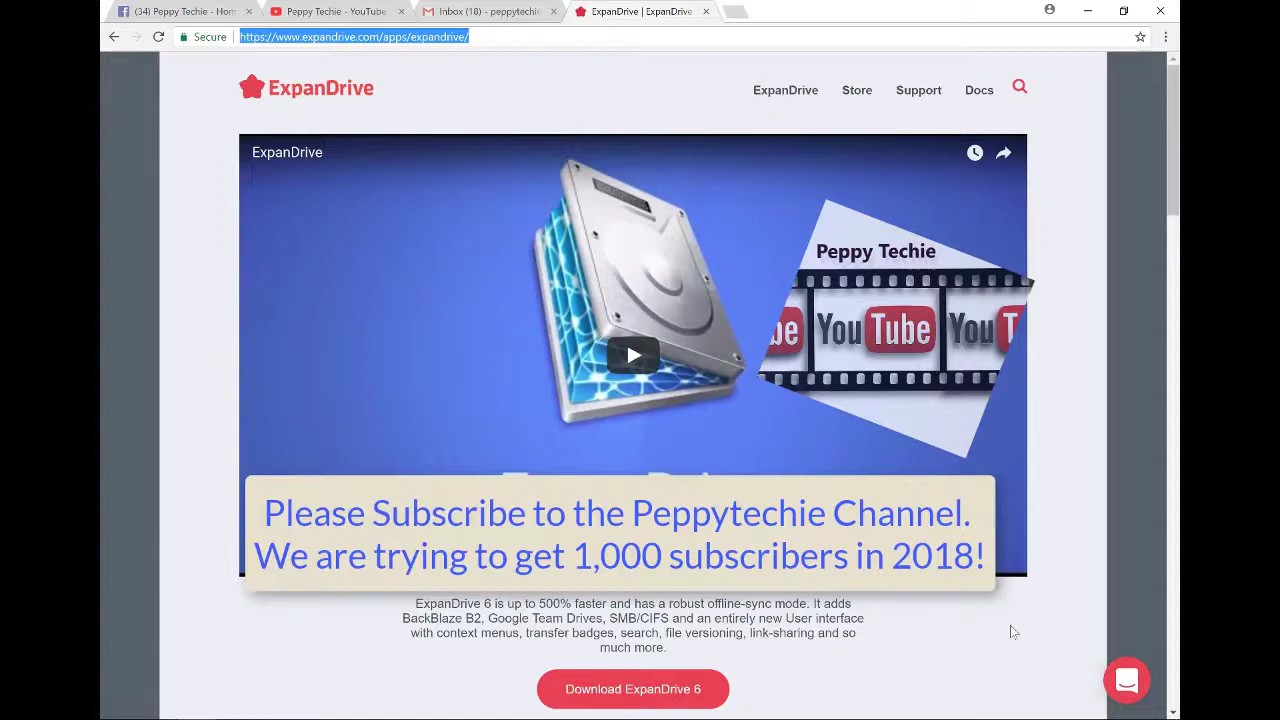 (34) Peppy Techie - Hom
Peppy Techie - YouTube
Inbox (18) - peppytechie
ExpanDrive | ExpanDrive
Secure
https://www.expandrive.com/apps/expandrive/
ExpanDrive
ExpanDrive
Store
Support
Docs
ExpanDrive
Peppy Techie
be
YouTube
YouT
Please Subscribe to the Peppytechie Channel.
We are trying to get 1,000 subscribers in 2018!
ExpanDrive 6 is up to 500% faster and has a robust offline-sync mode. It adds
BackBlaze B2, Google Team Drives, SMB/CIFS and an entirely new User interface
with context menus, transfer badges, search, file versioning, link-sharing and so
much more.
Download ExpanDrive 6